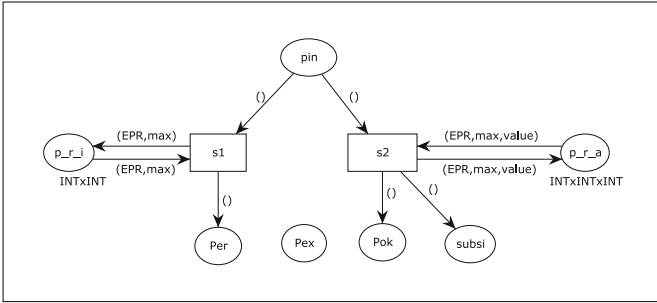 pin
()
()
(EPR,max)
(EPR,max,value)
p_r_i
s1
s2
p_r_a
(EPR,max)
(EPR,max,value)
INTxINT
INTxINTxINT
()
()
()
Per
Pex
Pok
subsi